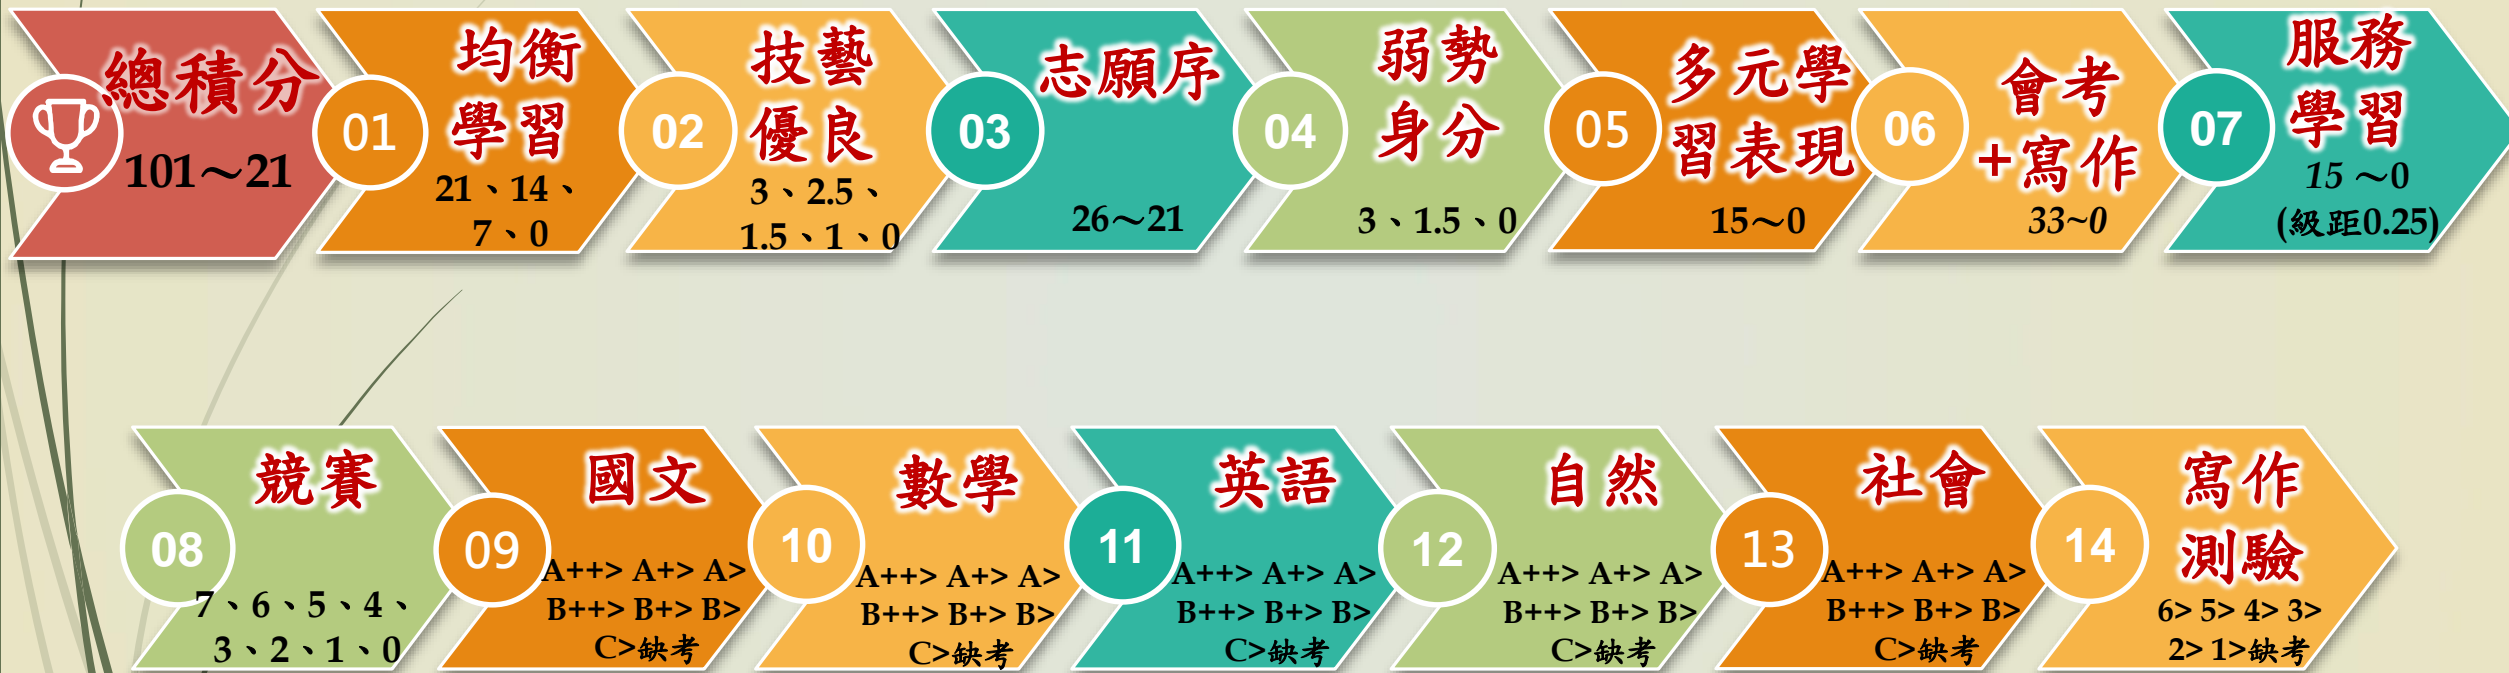 總積分
101～21
01
均衡
學習
21、14、
7、0
02
技藝
優良
3、2.5、
1.5、1、0
03
志願序
26～21
04
弱勢
身分
3、1.5、0
05
多元學
習表現
15～0
06
會考
+寫作
33~0
07
服務
學習
15 ～0
(級距0.25)
08
競賽
7、6、5、4、
3、2、1、0
09
國文
A++> A+> A>
B++> B+> B>
C>缺考
10
數學
A++> A+> A>
B++> B+> B>
C>缺考
11
英語
A++> A+> A>
B++> B+> B>
C>缺考
12
自然
A++> A+> A>
B++> B+> B>
C>缺考
13
社會
A++> A+> A>
B++> B+> B>
C>缺考
14
寫作
測驗
6> 5> 4> 3>
2> 1>缺考